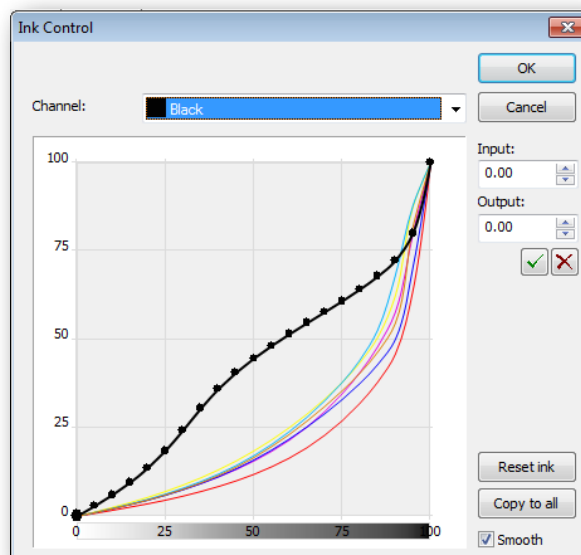 Ink Control
OK
Channel:
Black
Cancel
Input:
0.00
Output:
0.00
100
75
50
25
0
0
25
50
75
100
Reset ink
Copy to all
Smooth